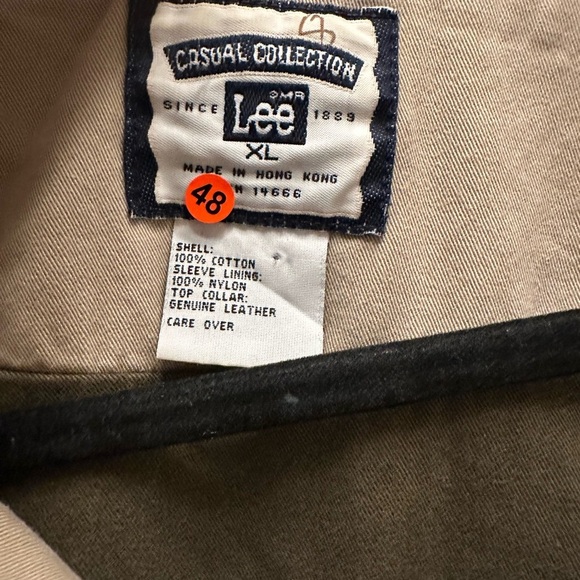 8
CASUAL COLLECTION
SINCE Lee ®MR 1889
XL
MADE IN HONG KONG
N 14666
48
SHELL:
100% COTTON
SLEEVE LINING:
100% NYLON
TOP COLLAR:
GENUINE LEATHER
CARE OVER